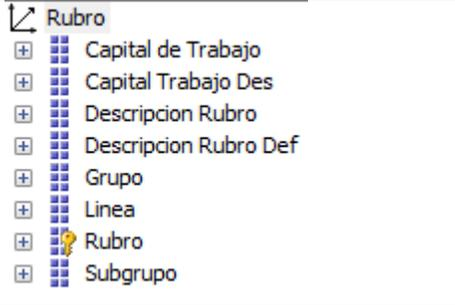 Rubro
Capital de Trabajo
Capital Trabajo Des
Descripcion Rubro
Descripcion Rubro Def
Grupo
Linea
Rubro
Subgrupo